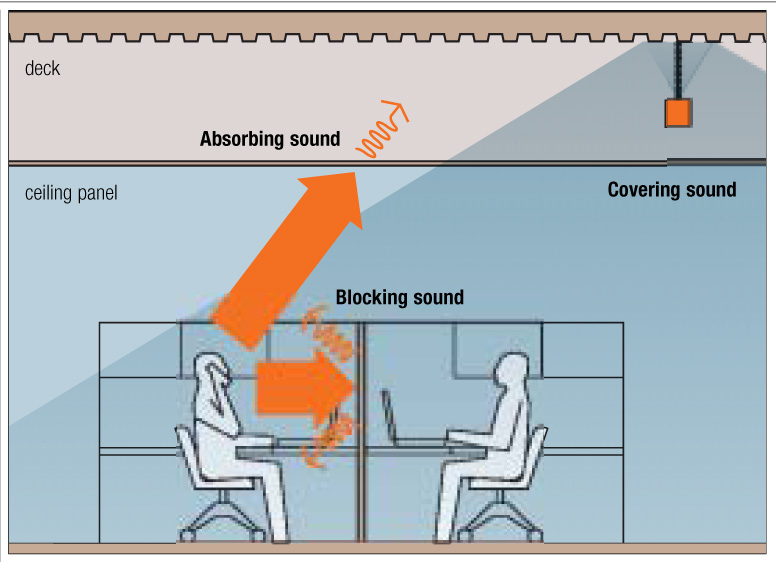 deck
Absorbing sound
ceiling panel
Covering sound
Blocking sound